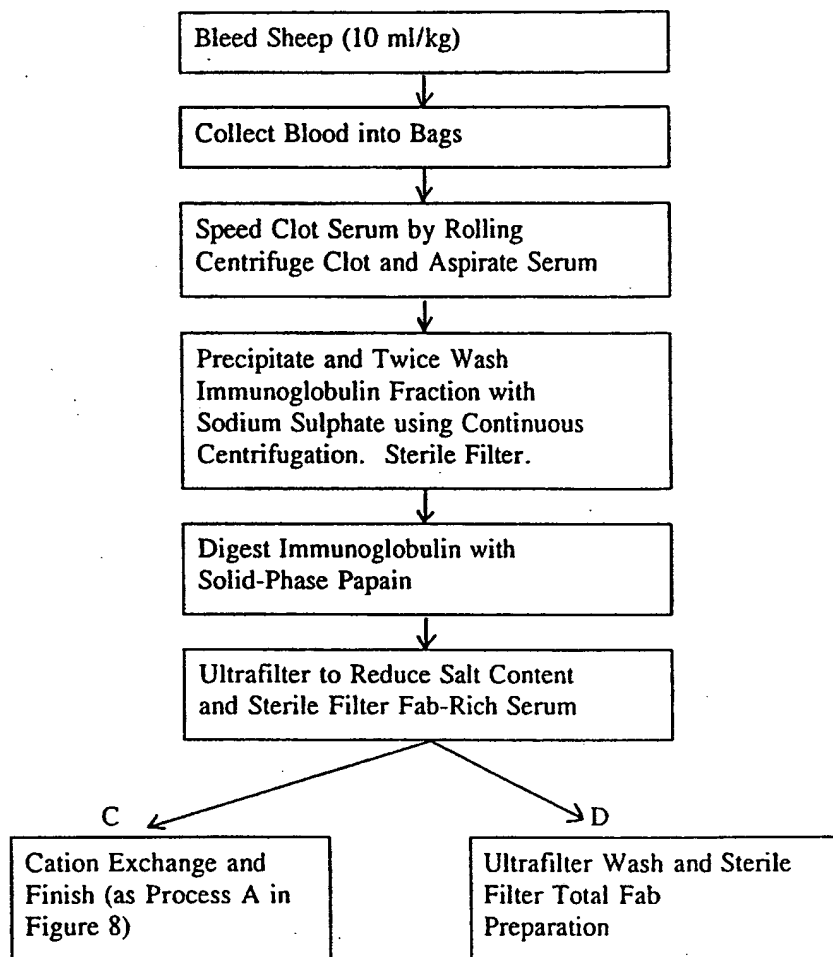 Bleed Sheep (10 ml/kg)
Collect Blood into Bags
Speed Clot Serum by Rolling
Centrifuge Clot and Aspirate Serum
Precipitate and Twice Wash
Immunoglobulin Fraction with
Sodium Sulphate using Continuous
Centrifugation. Sterile Filter.
Digest Immunoglobulin with
Solid-Phase Papain
Ultrafilter to Reduce Salt Content
and Sterile Filter Fab-Rich Serum
C
Cation Exchange and
Finish (as Process A in
Figure 8)
D
Ultrafilter Wash and Sterile
Filter Total Fab
Preparation